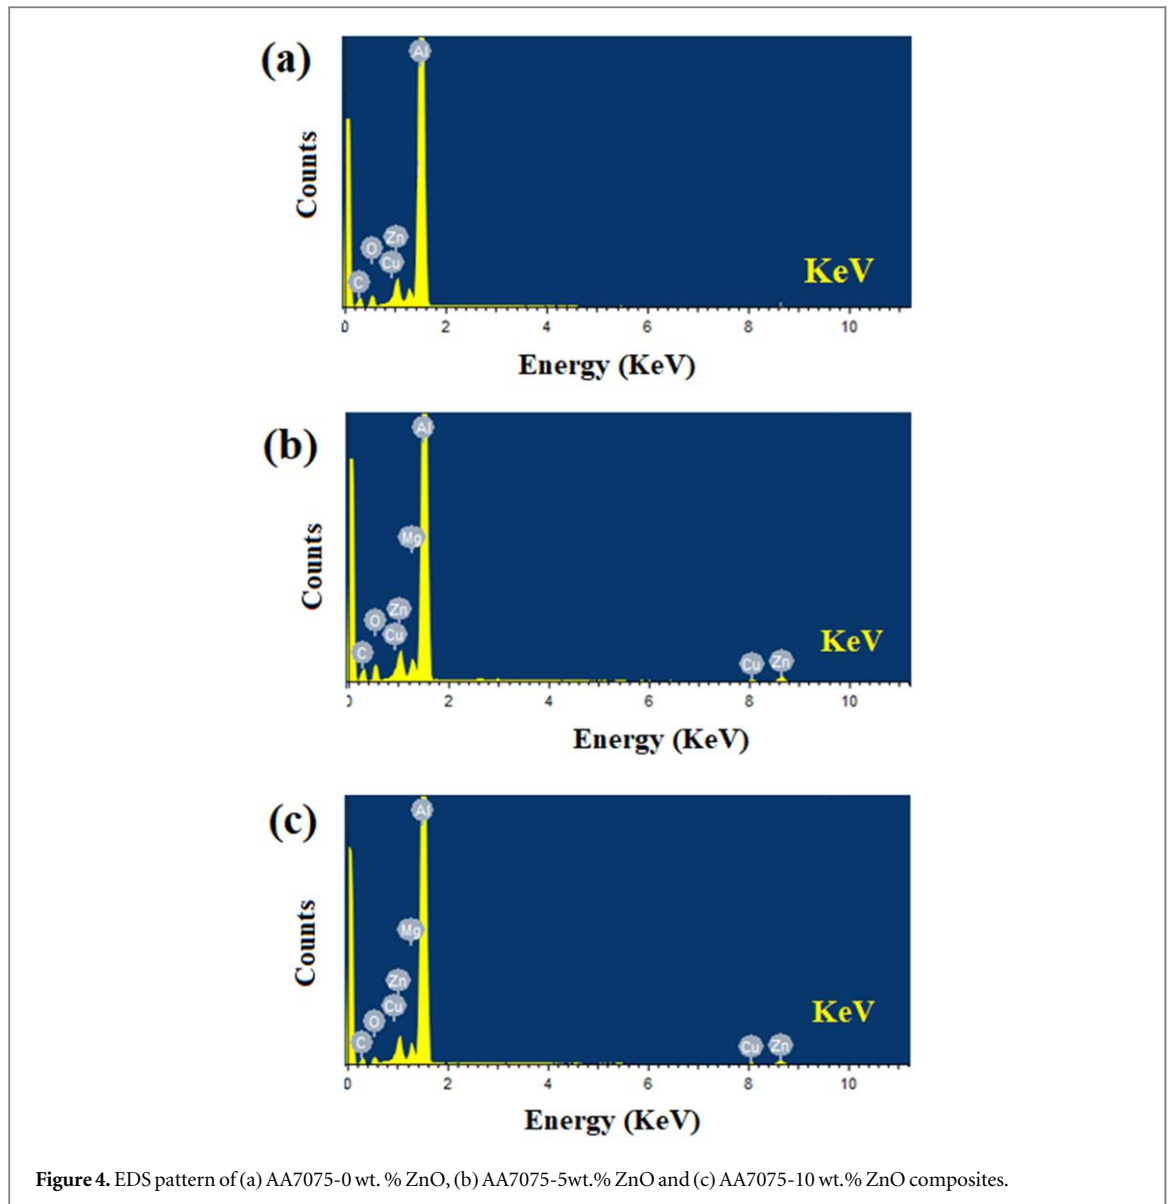 (a)
Counts
Al
Zn
O
Cu
C
KeV
0 2 4 6 8 10
Energy (KeV)
(b)
Counts
Al
Mg
Zn
O
Cu
C
KeV
Cu Zn
0 2 4 6 8 10
Energy (KeV)
(c)
Counts
Al
Mg
Zn
Cu
O
C
KeV
Cu Zn
0 2 4 6 8 10
Energy (KeV)
Figure 4. EDS pattern of (a) AA7075-0 wt. % ZnO, (b) AA7075-5wt.% ZnO and (c) AA7075-10 wt.% ZnO composites.